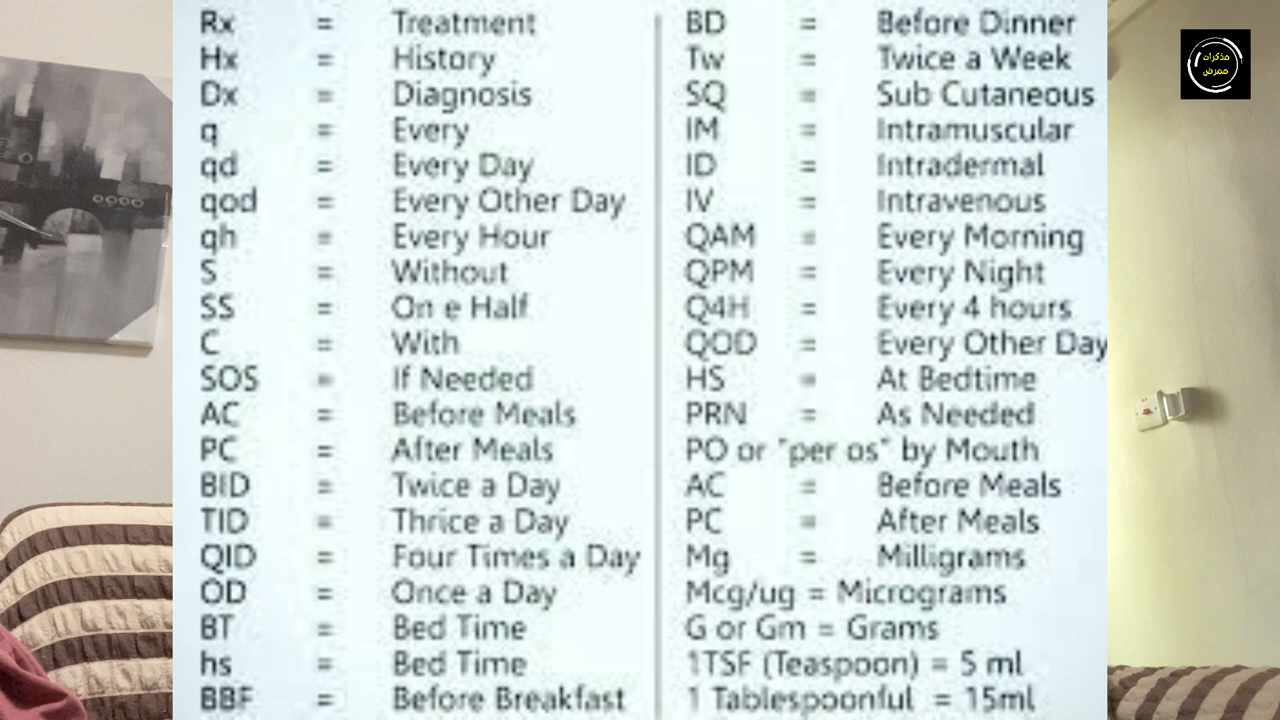 Rx = Treatment
Hx = History
Dx = Diagnosis
q = Every
qd = Every Day
qod = Every Other Day
qh = Every Hour
S = Without
SS = On e Half
C = With
SOS = If Needed
AC = Before Meals
PC = After Meals
BID = Twice a Day
TID = Thrice a Day
QID = Four Times a Day
OD = Once a Day
BT = Bed Time
hs = Bed Time
BBF = Before Breakfast
BD = Before Dinner
Tw = Twice a Week
SQ = Sub Cutaneous
IM = Intramuscular
ID = Intradermal
IV = Intravenous
QAM = Every Morning
QPM = Every Night
Q4H = Every 4 hours
QOD = Every Other Day
HS = At Bedtime
PRN = As Needed
PO or "per os" by Mouth
AC = Before Meals
PC = After Meals
Mg = Milligrams
Mcg/ug = Micrograms
G or Gm = Grams
1TSF (Teaspoon) = 5 ml
1 Tablespoonful = 15ml
مذكرات
ممرض